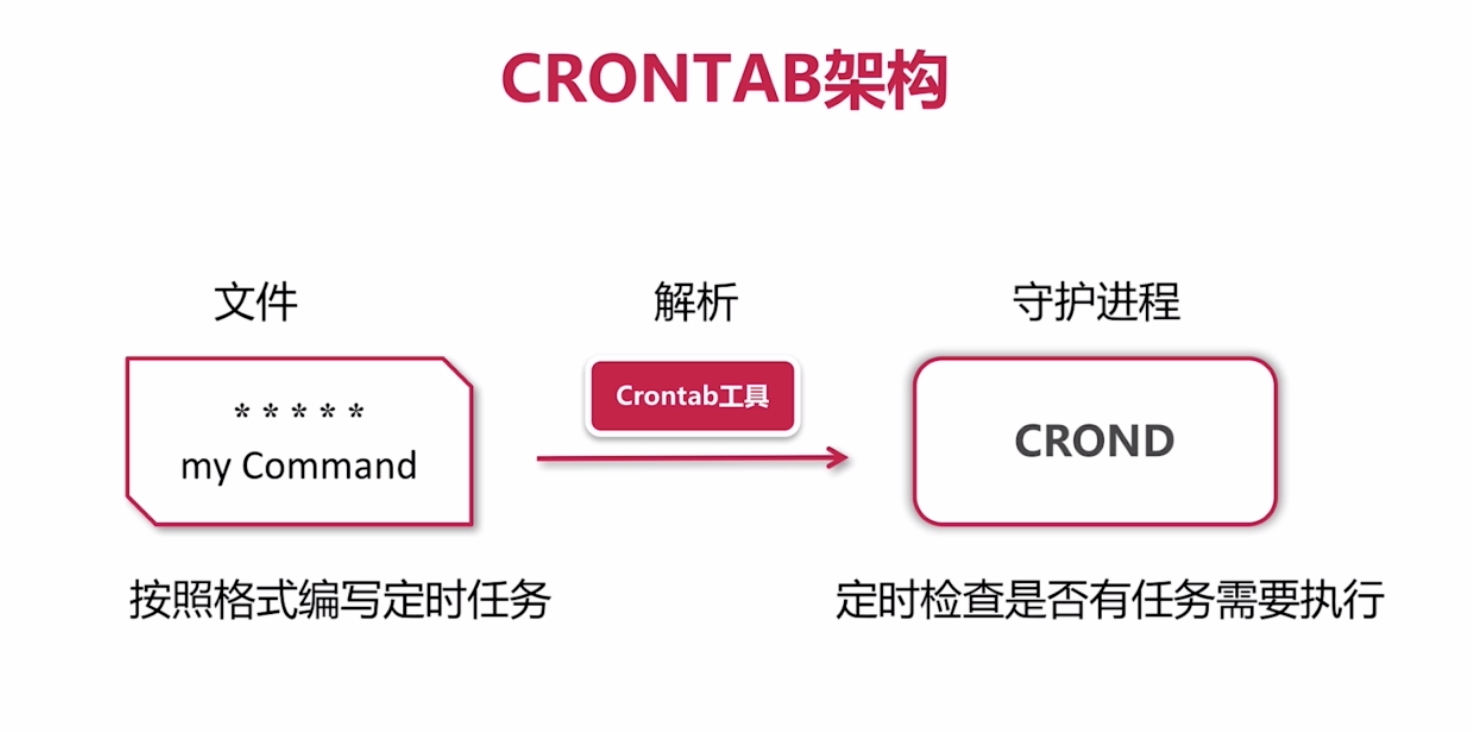 CRONTAB架构
文件
解析
守护进程
* * * * *
my Command
Crontab工具
CROND
按照格式编写定时任务
定时检查是否有任务需要执行